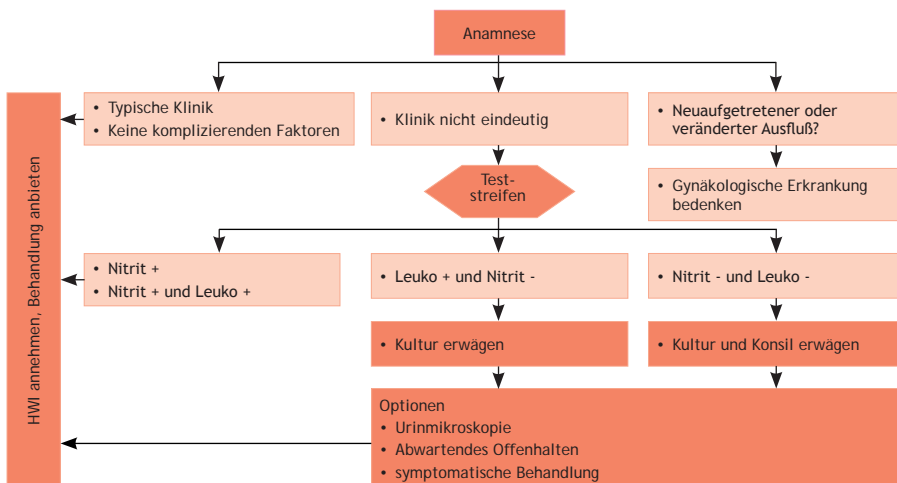 Anamnese
• Typische Klinik
• Keine komplizierenden Faktoren
• Klinik nicht eindeutig
• Neuaufgetretener oder
veränderter Ausfluß?
Test-
streifen
• Gynäkologische Erkrankung
bedenken
HWI annehmen, Behandlung anbieten
• Nitrit +
• Nitrit + und Leuko +
• Leuko + und Nitrit -
• Nitrit - und Leuko -
• Kultur erwägen
• Kultur und Konsil erwägen
Optionen
• Urinmikroskopie
• Abwartendes Offenhalten
• symptomatische Behandlung